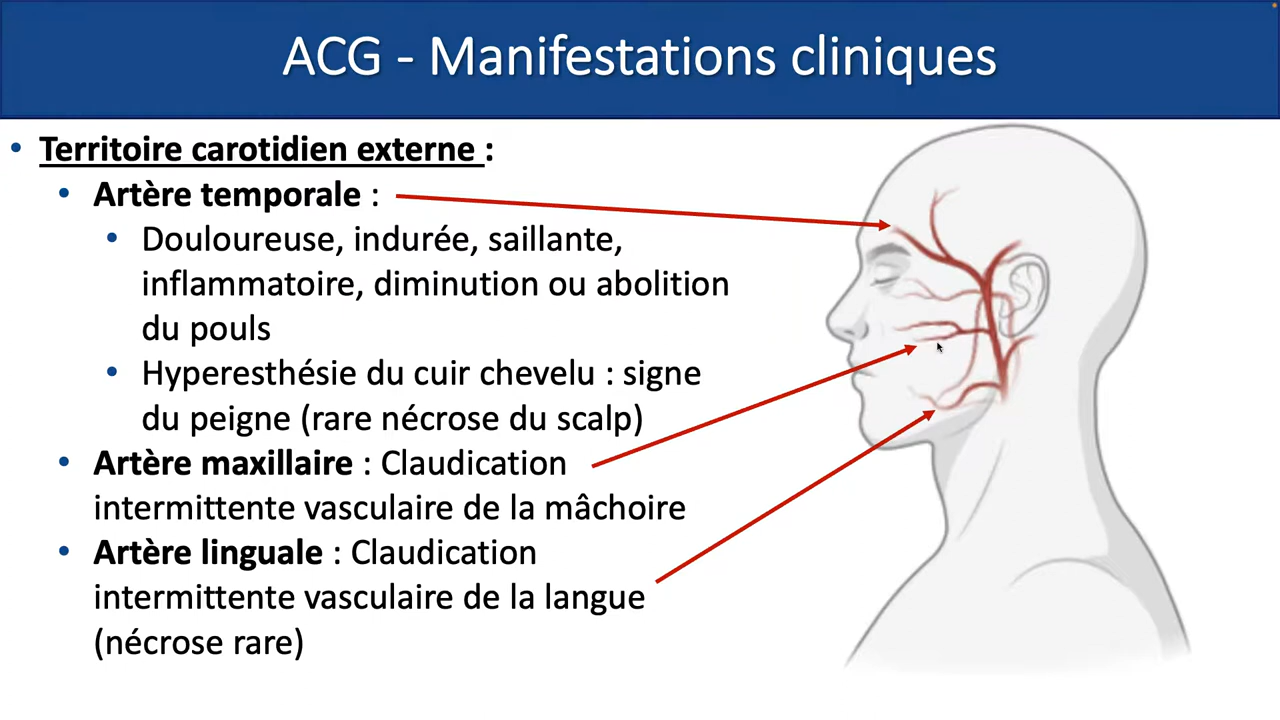 ACG - Manifestations cliniques
• Territoire carotidien externe :
• Artère temporale :
• Douloureuse, indurée, saillante,
inflammatoire, diminution ou abolition
du pouls
• Hyperesthésie du cuir chevelu : signe
du peigne (rare nécrose du scalp)
• Artère maxillaire : Claudication
intermittente vasculaire de la mâchoire
• Artère linguale : Claudication
intermittente vasculaire de la langue
(nécrose rare)